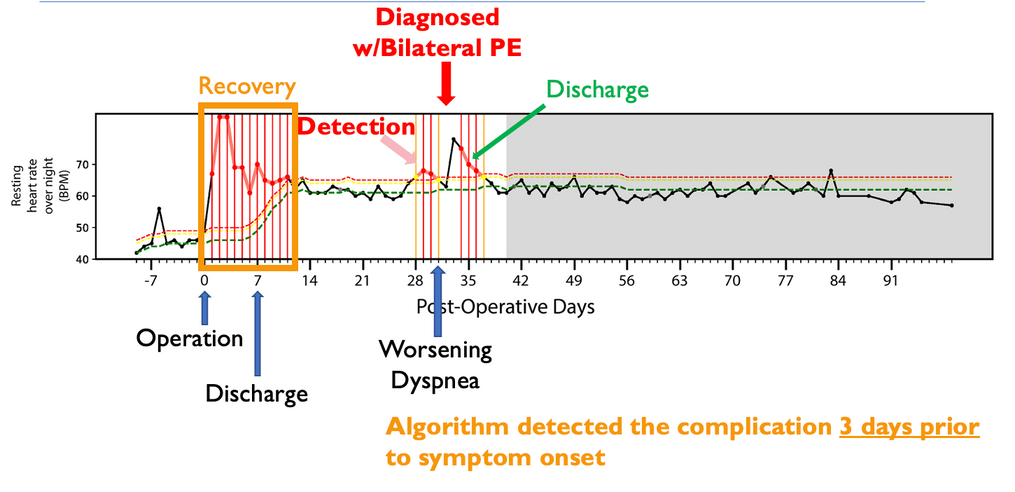 Diagnosed
w/Bilateral PE
Recovery
Discharge
Detection
Resting
heart rate
over night
(BPM)
70
60
50
40
-7 0 7 14 21 28 35 42 49 56 63 70 77 84 91
Post-Operative Days
Operation
Discharge
Worsening
Dyspnea
Algorithm detected the complication 3 days prior
to symptom onset